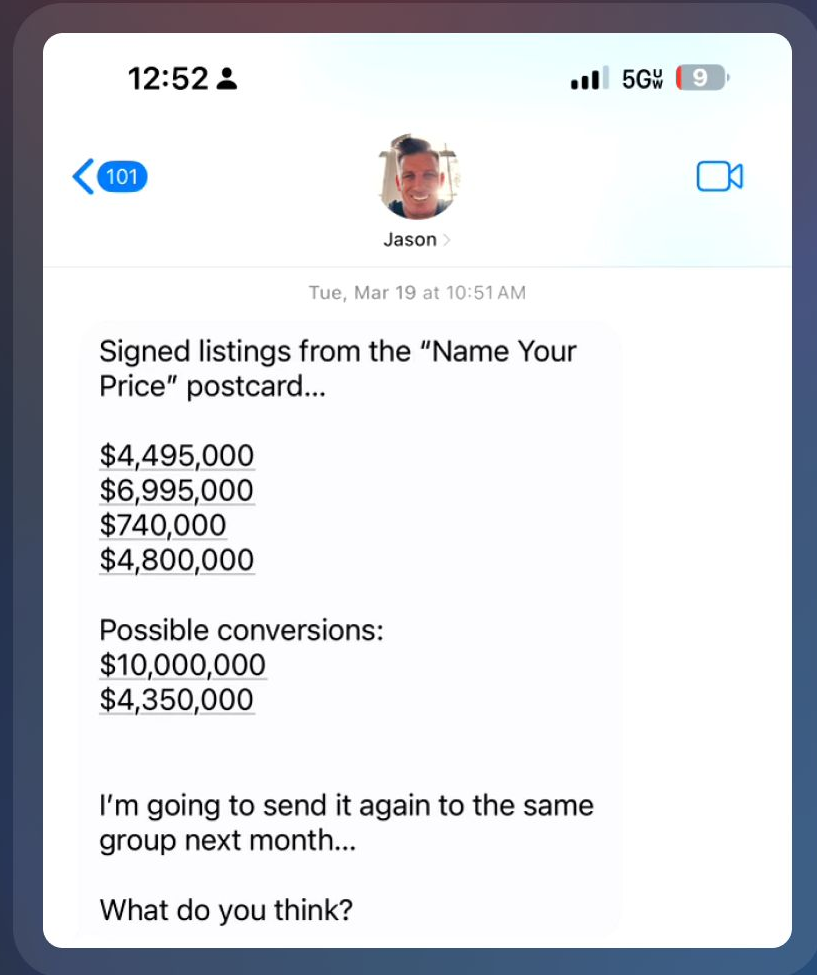 12:52
5GUW 9
101
Jason
Tue, Mar 19 at 10:51 AM
Signed listings from the “Name Your
Price” postcard...
$4,495,000
$6,995,000
$740,000
$4,800,000
Possible conversions:
$10,000,000
$4,350,000
I’m going to send it again to the same
group next month...
What do you think?